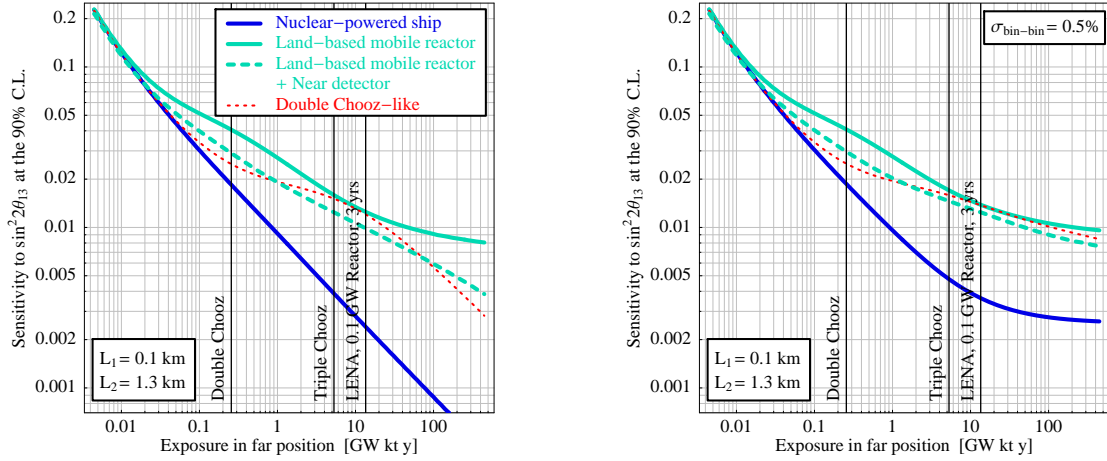 Nuclear−powered ship
Land−based mobile reactor
Land−based mobile reactor
+ Near detector
Double Chooz−like
Sensitivity to sin² 2θ₁₃ at the 90% C.L.
0.2
0.1
0.05
0.02
0.01
0.005
0.002
0.001
Double Chooz
Triple Chooz
LENA, 0.1 GW Reactor, 3 yrs
L₁ = 0.1 km
L₂ = 1.3 km
0.01 0.1 1 10 100
Exposure in far position [GW kt y]
σbin−bin = 0.5%
Sensitivity to sin² 2θ₁₃ at the 90% C.L.
0.2
0.1
0.05
0.02
0.01
0.005
0.002
0.001
Double Chooz
Triple Chooz
LENA, 0.1 GW Reactor, 3 yrs
L₁ = 0.1 km
L₂ = 1.3 km
0.01 0.1 1 10 100
Exposure in far position [GW kt y]